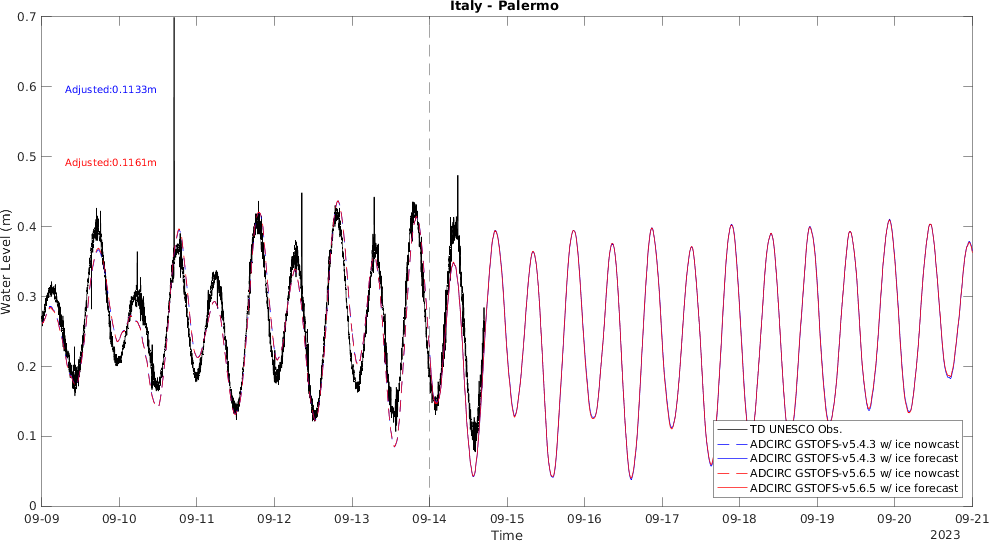 Italy - Palermo
0.7
0.6
0.5
0.4
0.3
0.2
0.1
0
Water Level (m)
Adjusted:0.1133m
Adjusted:0.1161m
TD UNESCO Obs.
ADCIRC GSTOFS-v5.4.3 w/ ice nowcast
ADCIRC GSTOFS-v5.4.3 w/ ice forecast
ADCIRC GSTOFS-v5.6.5 w/ ice nowcast
ADCIRC GSTOFS-v5.6.5 w/ ice forecast
09-09 09-10 09-11 09-12 09-13 09-14 09-15 09-16 09-17 09-18 09-19 09-20 09-21
Time
2023